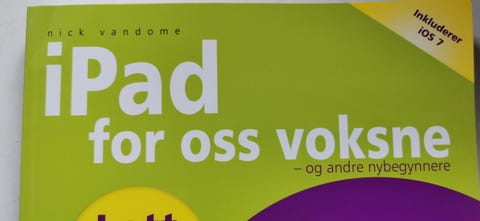 nick vandome
Inkluderer
iOS 7
iPad
for oss voksne
– og andre nybegynnere